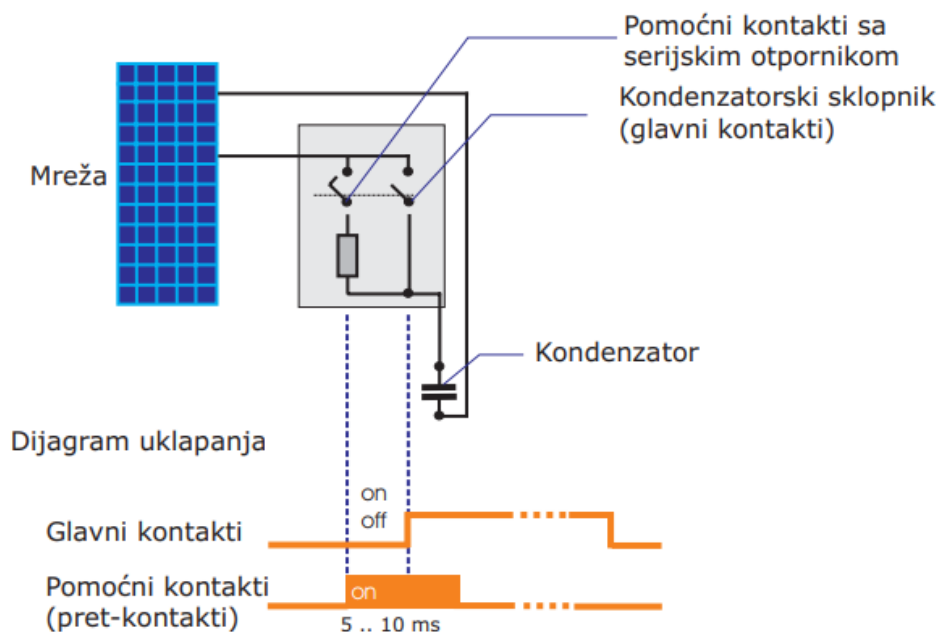 Pomoćni kontakti sa
serijskim otpornikom
Kondenzatorski sklopnik
(glavni kontakti)
Mreža
Kondenzator
Dijagram uklapanja
on
off
Glavni kontakti
Pomoćni kontakti
(pret-kontakti)
on
5 .. 10 ms